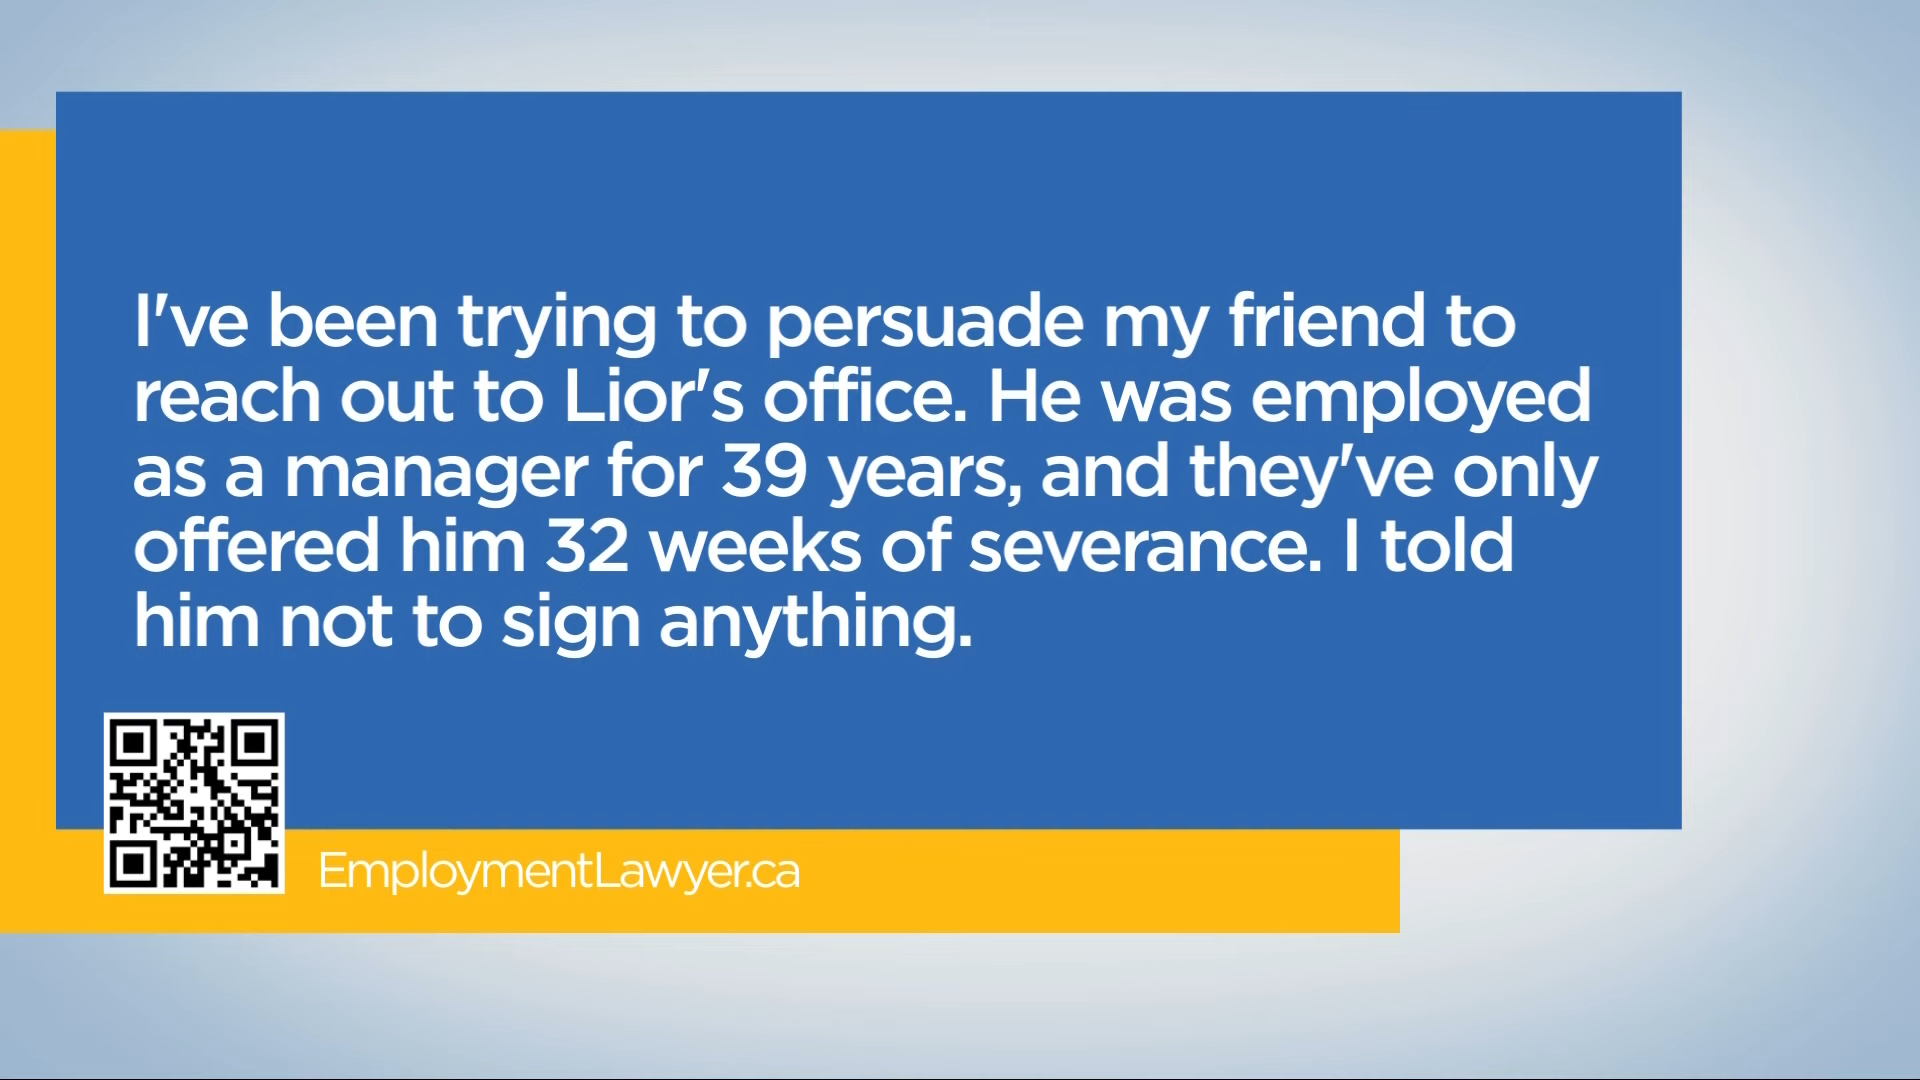 I've been trying to persuade my friend to
reach out to Lior's office. He was employed
as a manager for 39 years, and they've only
offered him 32 weeks of severance. I told
him not to sign anything.
EmploymentLawyer.ca